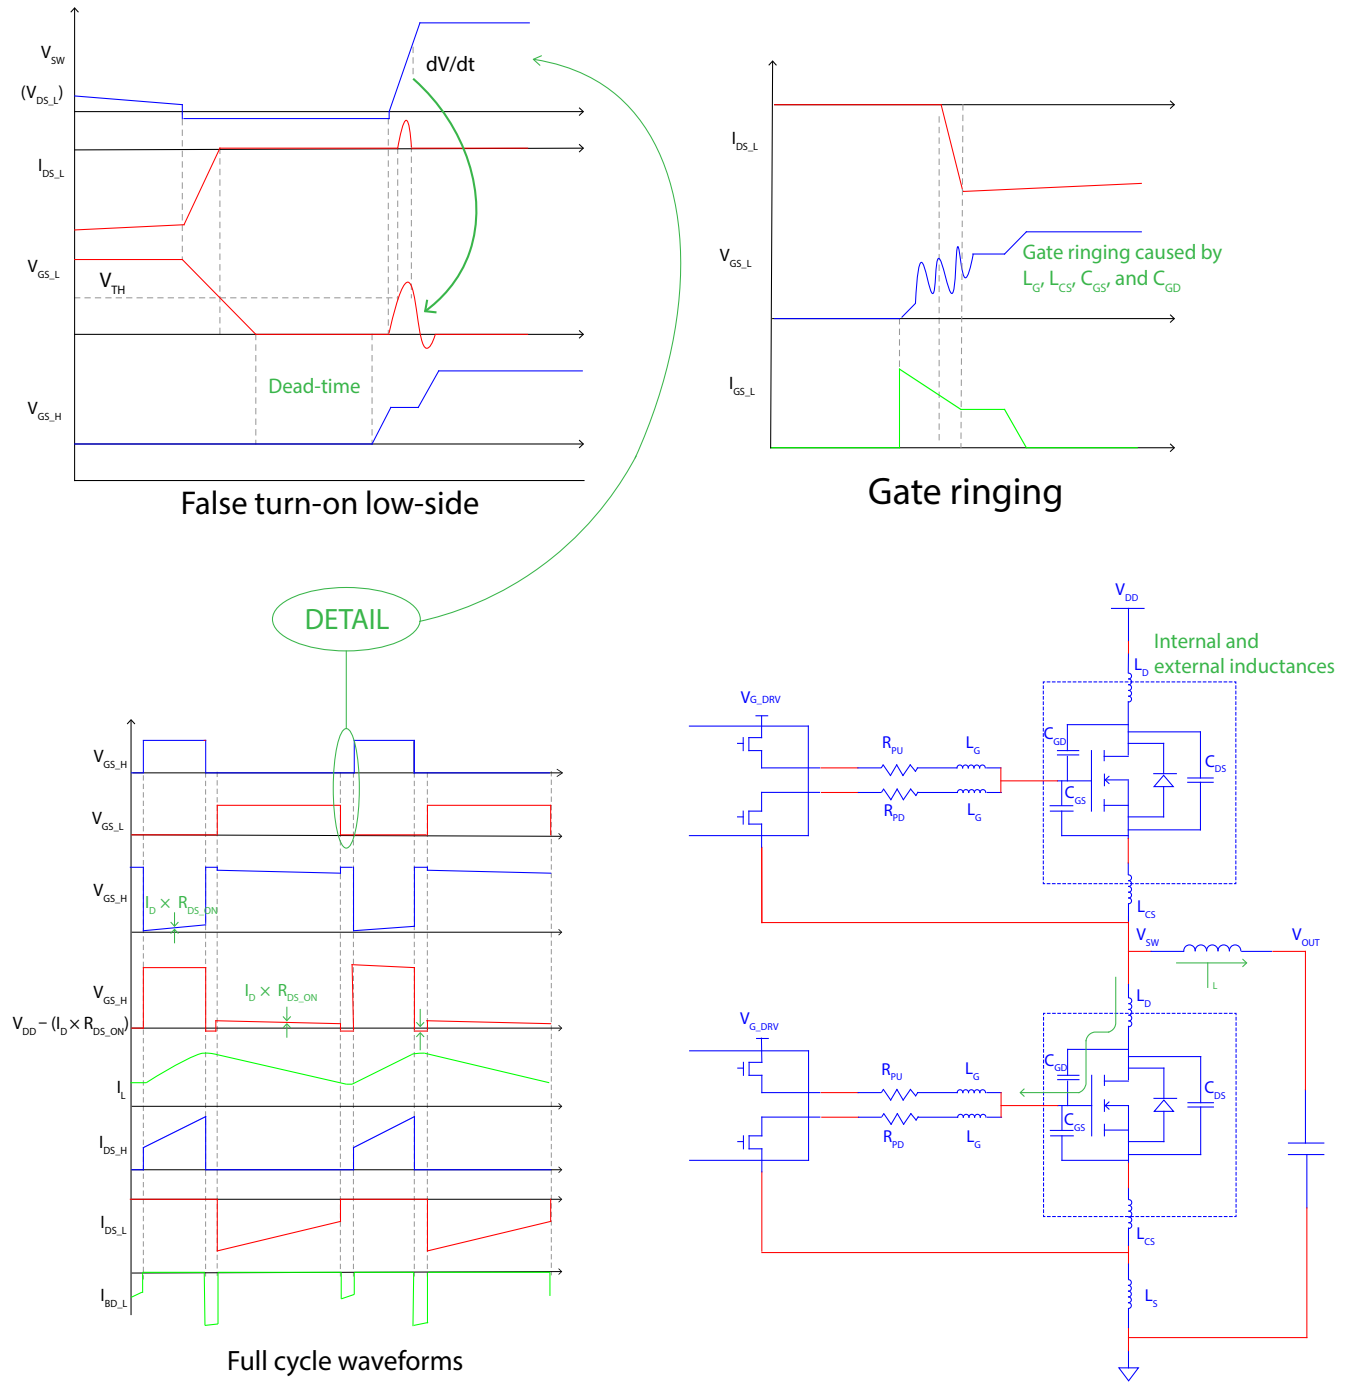 V_SW
(V_DS_L)
dV/dt
I_DS_L
V_GS_L
V_TH
Dead-time
V_GS_H
False turn-on low-side
I_DS_L
V_GS_L
Gate ringing caused by
L_G, L_CS, C_GS, and C_GD
I_GS_L
Gate ringing
DETAIL
V_GS_H
V_GS_L
V_GS_H
I_D × R_DS_ON
V_GS_H
I_D × R_DS_ON
V_DD – (I_D × R_DS_ON)
I_L
I_DS_H
I_DS_L
I_BD_L
Full cycle waveforms
V_DD
Internal and
external inductances
L_D
V_G_DRV
R_PU
L_G
C_GD
C_DS
C_GS
R_PD
L_G
L_CS
V_SW
V_OUT
L
L_D
V_G_DRV
R_PU
L_G
C_GD
C_DS
C_GS
R_PD
L_G
L_CS
L_S